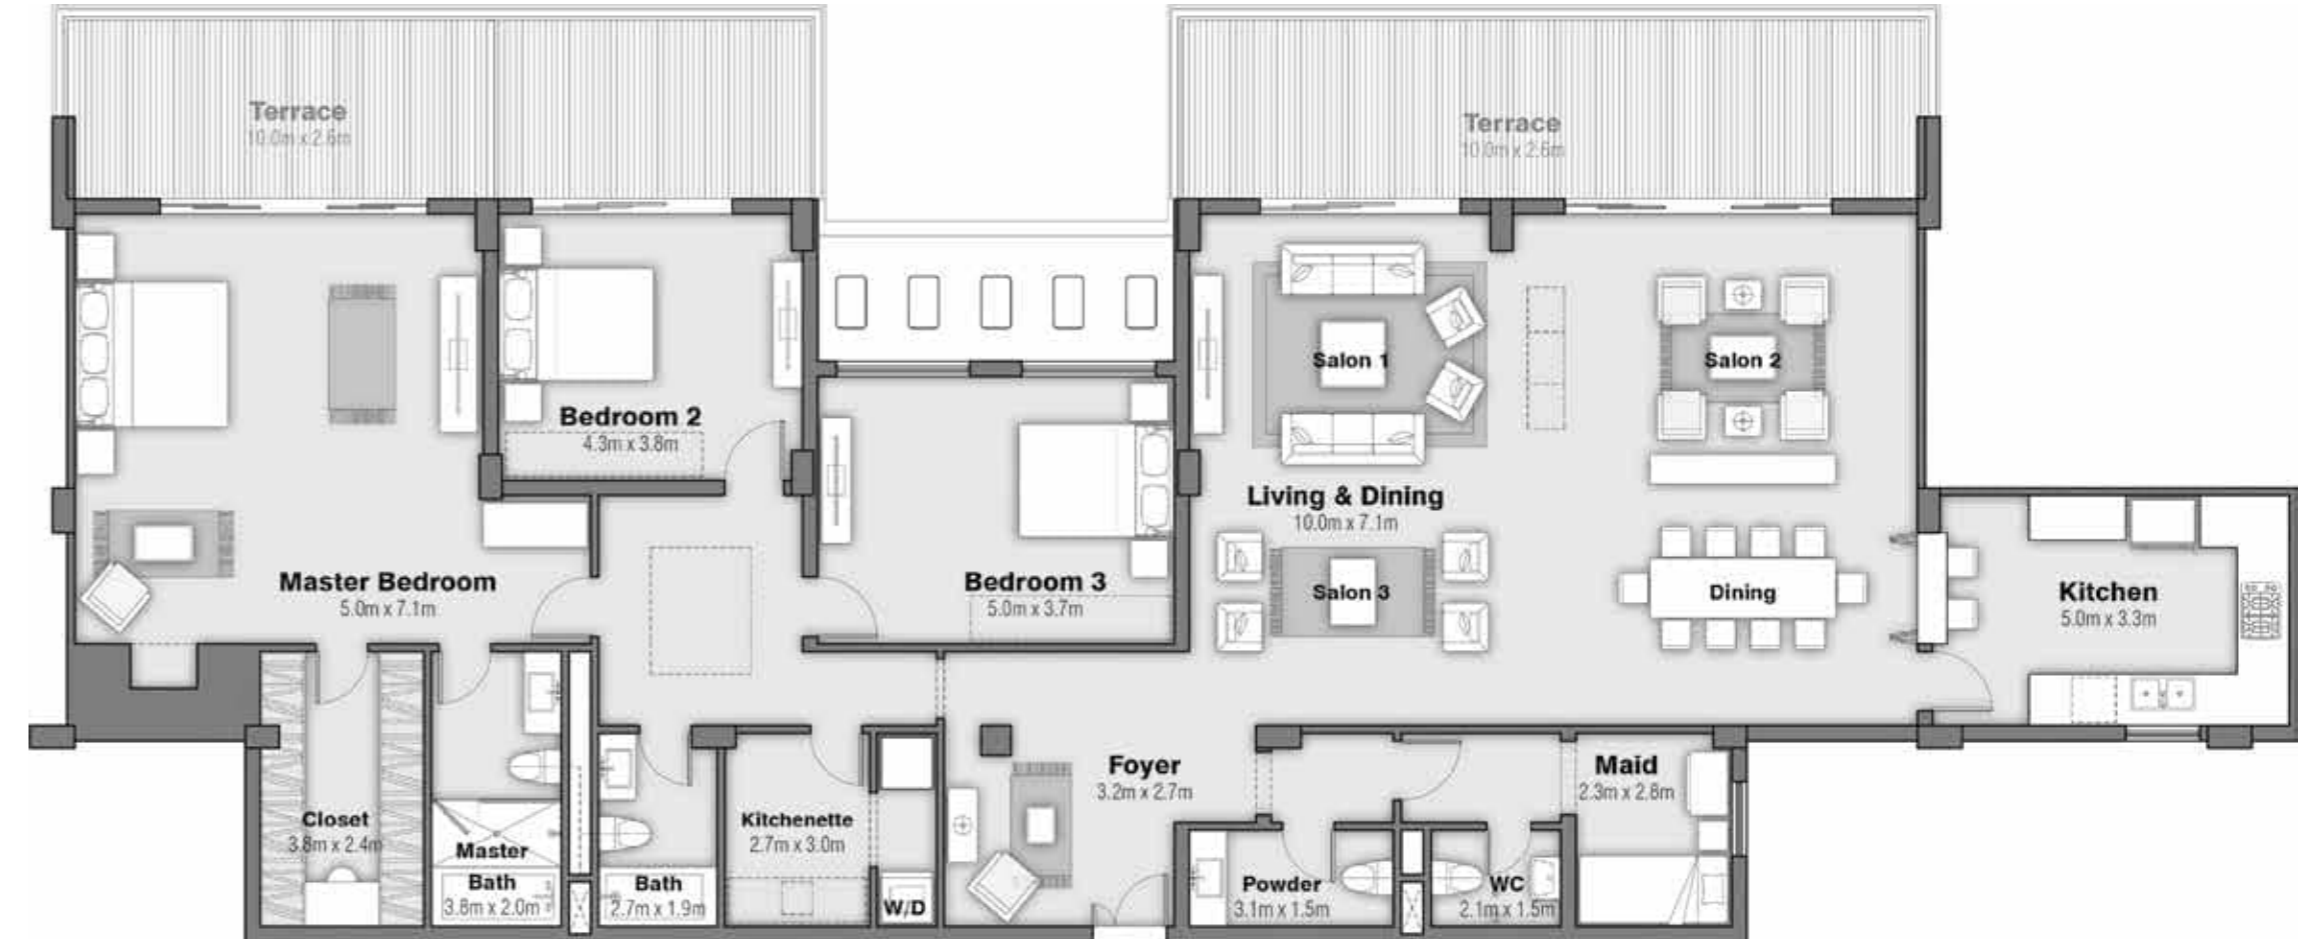 Terrace
10.0m x 2.6m
Terrace
10.0m x 2.6m
Salon 1
Salon 2
Bedroom 2
4.3m x 3.8m
Living & Dining
10.0m x 7.1m
Master Bedroom
5.0m x 7.1m
Bedroom 3
5.0m x 3.7m
Salon 3
Dining
Kitchen
5.0m x 3.3m
Foyer
3.2m x 2.7m
Maid
2.3m x 2.8m
Closet
3.8m x 2.4m
Master
Bath
3.8m x 2.0m
Bath
2.7m x 1.9m
Kitchenette
2.7m x 3.0m
W/D
Powder
3.1m x 1.5m
WC
2.1m x 1.5m